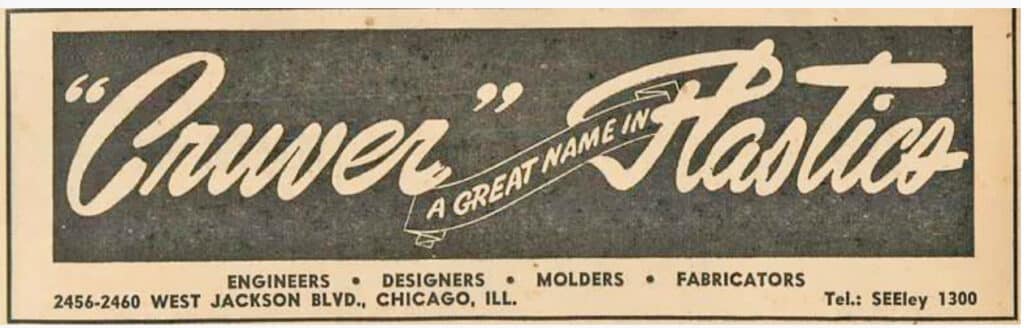 "Cruver" A GREAT NAME IN Plastics
ENGINEERS • DESIGNERS • MOLDERS • FABRICATORS
2456-2460 WEST JACKSON BLVD., CHICAGO, ILL. Tel.: SEEley 1300